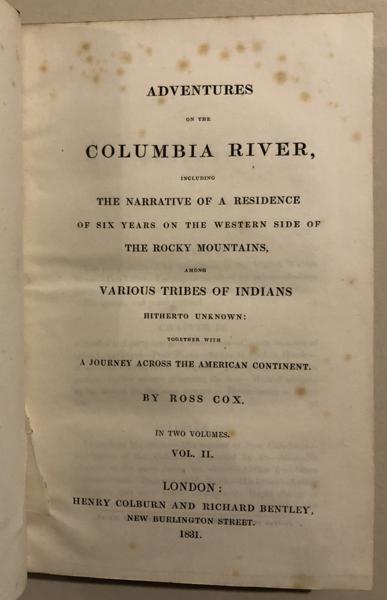 ADVENTURES
ON THE
COLUMBIA RIVER,
INCLUDING
THE NARRATIVE OF A RESIDENCE
OF SIX YEARS ON THE WESTERN SIDE OF
THE ROCKY MOUNTAINS,
AMONG
VARIOUS TRIBES OF INDIANS
HITHERTO UNKNOWN:
TOGETHER WITH
A JOURNEY ACROSS THE AMERICAN CONTINENT.
BY ROSS COX.
IN TWO VOLUMES.
VOL. II.
LONDON:
HENRY COLBURN AND RICHARD BENTLEY,
NEW BURLINGTON STREET.
1831.